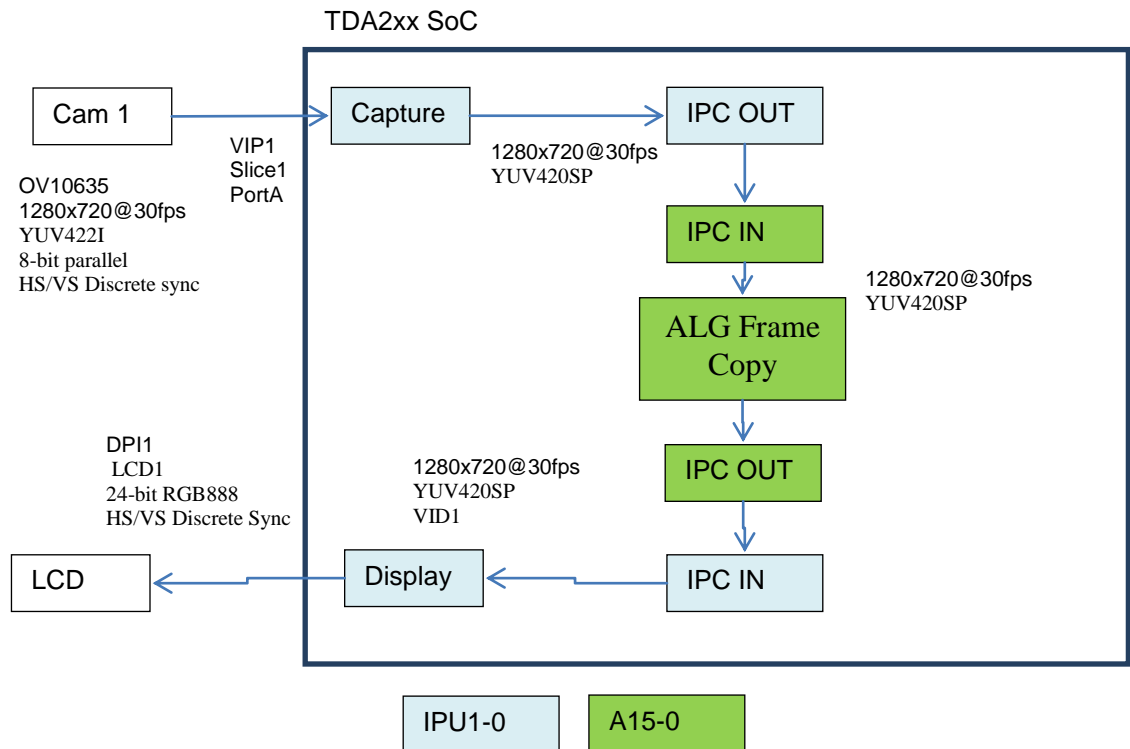 TDA2xx SoC
Cam 1
Capture
IPC OUT
VIP1
Slice1
PortA
1280x720@30fps
YUV420SP
OV10635
1280x720@30fps
YUV422I
8-bit parallel
HS/VS Discrete sync
IPC IN
1280x720@30fps
YUV420SP
ALG Frame
Copy
DPI1
LCD1
24-bit RGB888
HS/VS Discrete Sync
1280x720@30fps
YUV420SP
VID1
IPC OUT
LCD
Display
IPC IN
IPU1-0
A15-0